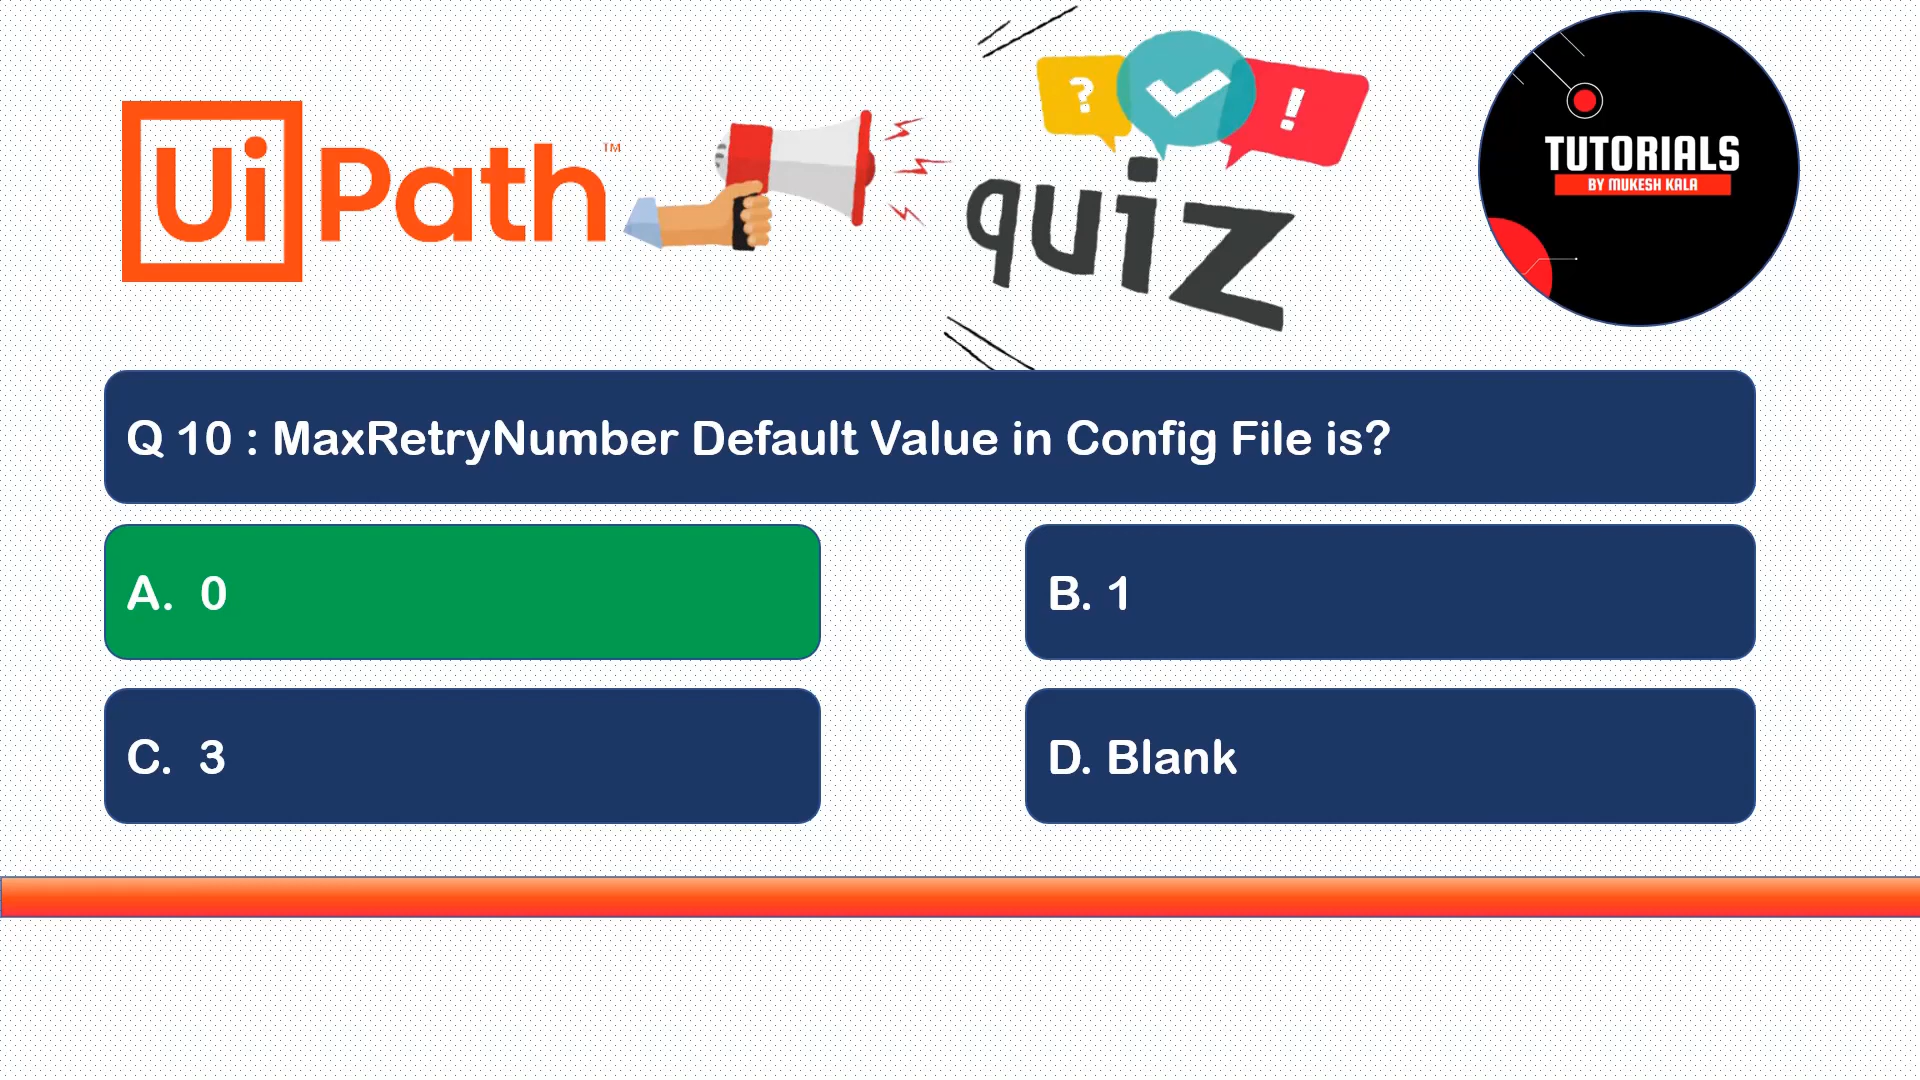 UiPath™
?
!
quiz
TUTORIALS
BY MUKESH KALA
Q 10 : MaxRetryNumber Default Value in Config File is?
A. 0
B. 1
C. 3
D. Blank